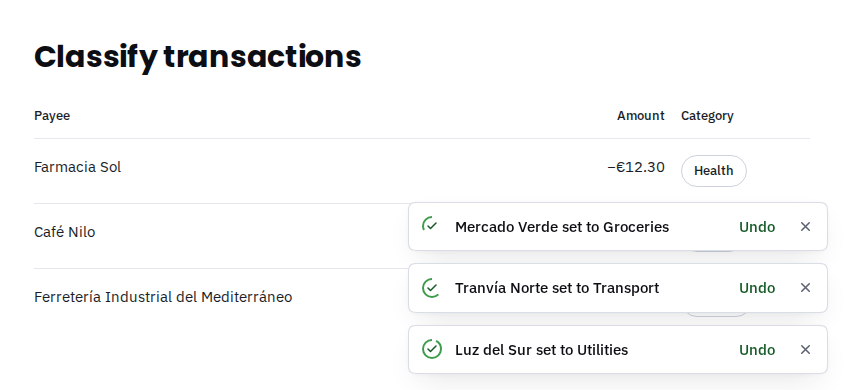 Classify transactions
Payee Amount Category
Farmacia Sol −€12.30 Health
Café Nilo
Mercado Verde set to Groceries Undo
Tranvía Norte set to Transport Undo
Ferretería Industrial del Mediterráneo
Luz del Sur set to Utilities Undo